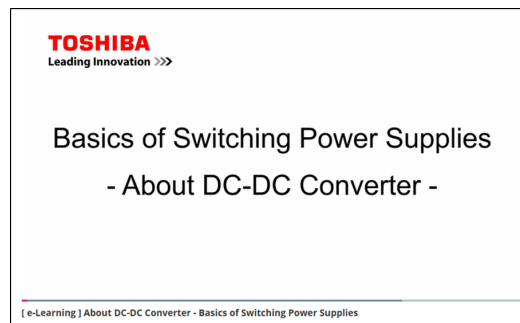 TOSHIBA
Leading Innovation >>>
Basics of Switching Power Supplies
- About DC-DC Converter -
[ e-Learning ] About DC-DC Converter - Basics of Switching Power Supplies